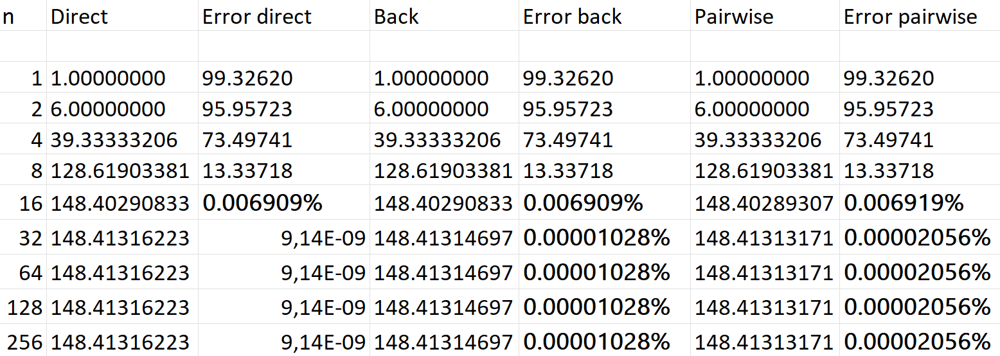 n Direct Error direct Back Error back Pairwise Error pairwise
1 1.00000000 99.32620 1.00000000 99.32620 1.00000000 99.32620
2 6.00000000 95.95723 6.00000000 95.95723 6.00000000 95.95723
4 39.33333206 73.49741 39.33333206 73.49741 39.33333206 73.49741
8 128.61903381 13.33718 128.61903381 13.33718 128.61903381 13.33718
16 148.40290833 0.006909% 148.40290833 0.006909% 148.40289307 0.006919%
32 148.41316223 9,14E-09 148.41314697 0.00001028% 148.41313171 0.00002056%
64 148.41316223 9,14E-09 148.41314697 0.00001028% 148.41313171 0.00002056%
128 148.41316223 9,14E-09 148.41314697 0.00001028% 148.41313171 0.00002056%
256 148.41316223 9,14E-09 148.41314697 0.00001028% 148.41313171 0.00002056%